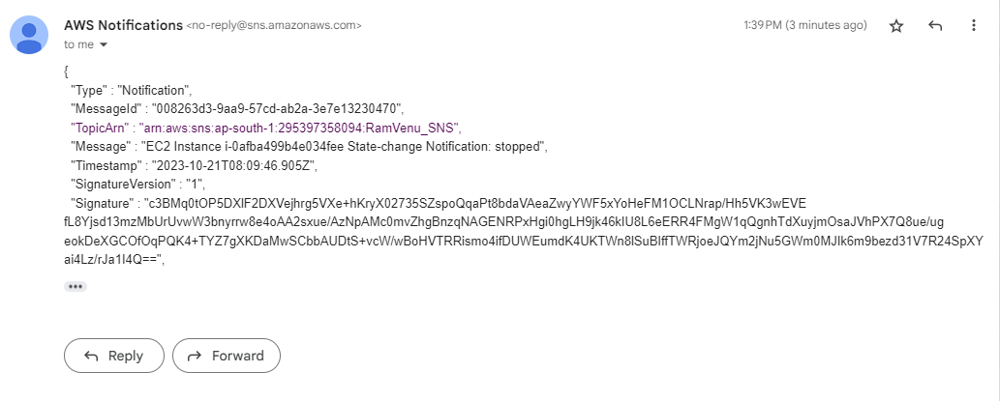 AWS Notifications <no-reply@sns.amazonaws.com> 1:39 PM (3 minutes ago)
to me
{
"Type" : "Notification",
"MessageId" : "008263d3-9aa9-57cd-ab2a-3e7e13230470",
"TopicArn" : "arn:aws:sns:ap-south-1:295397358094:RamVenu_SNS",
"Message" : "EC2 Instance i-0afba499b4e034fee State-change Notification: stopped",
"Timestamp" : "2023-10-21T08:09:46.905Z",
"SignatureVersion" : "1",
"Signature" : "c3BMq0tOP5DXIF2DXVejhrg5VXe+hKryX02735SZspoQqaPt8bdaVAeaZwyYWF5xYoHeFM1OCLNrap/Hh5VK3wEVE
fL8Yjsd13mzMbUrUvwW3bnyrrw8e4oAA2sxue/AzNpAMc0mvZhgBnzqNAGENRPxHgi0hgLH9jk46kIU8L6eERR4FMgW1qQgnhTdXuyjmOsaJVhPX7Q8ue/ug
eokDeXGCOfOqPQK4+TYZ7gXKDaMwSCbbAUDtS+vcW/wBoHVTRRismo4ifDUWEumdK4UKTWn8lSuBlffTWRjoeJQYm2jNu5GWm0MJIk6m9bezd31V7R24SpXY
ai4Lz/rJa1I4Q==",
Reply Forward